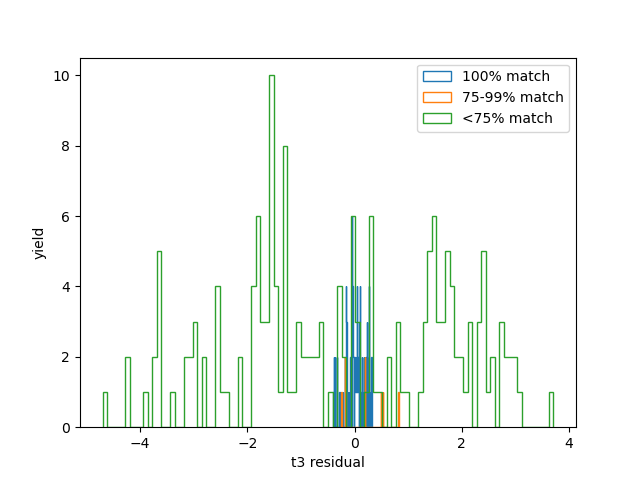 100% match
75-99% match
<75% match
10
8
6
4
2
0
yield
−4
−2
0
2
4
t3 residual